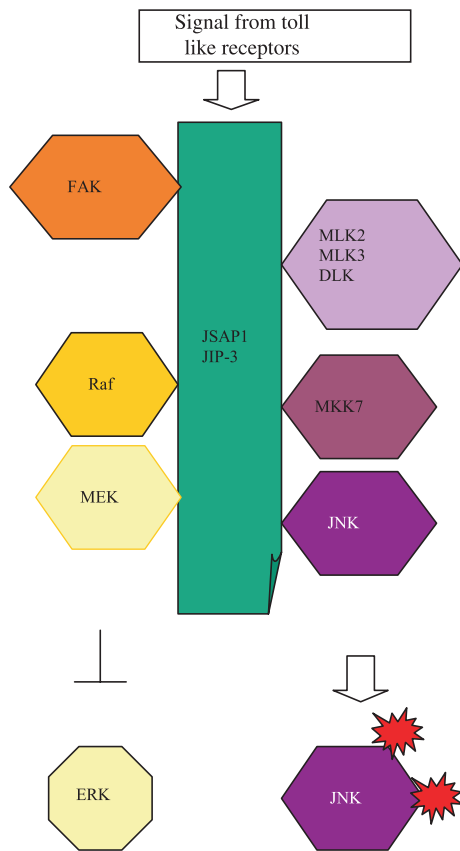 Signal from toll
like receptors
FAK
MLK2
MLK3
DLK
JSAP1
JIP-3
Raf
MKK7
MEK
JNK
ERK
JNK